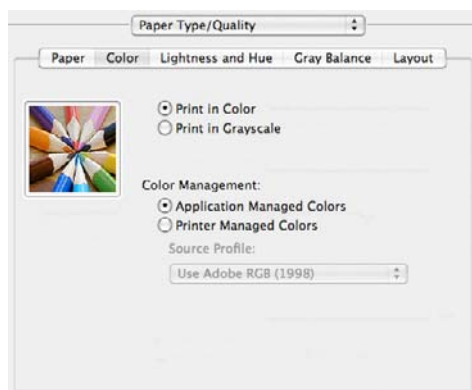 Paper Type/Quality
Paper Color Lightness and Hue Gray Balance Layout
Print in Color
Print in Grayscale
Color Management:
Application Managed Colors
Printer Managed Colors
Source Profile:
Use Adobe RGB (1998)